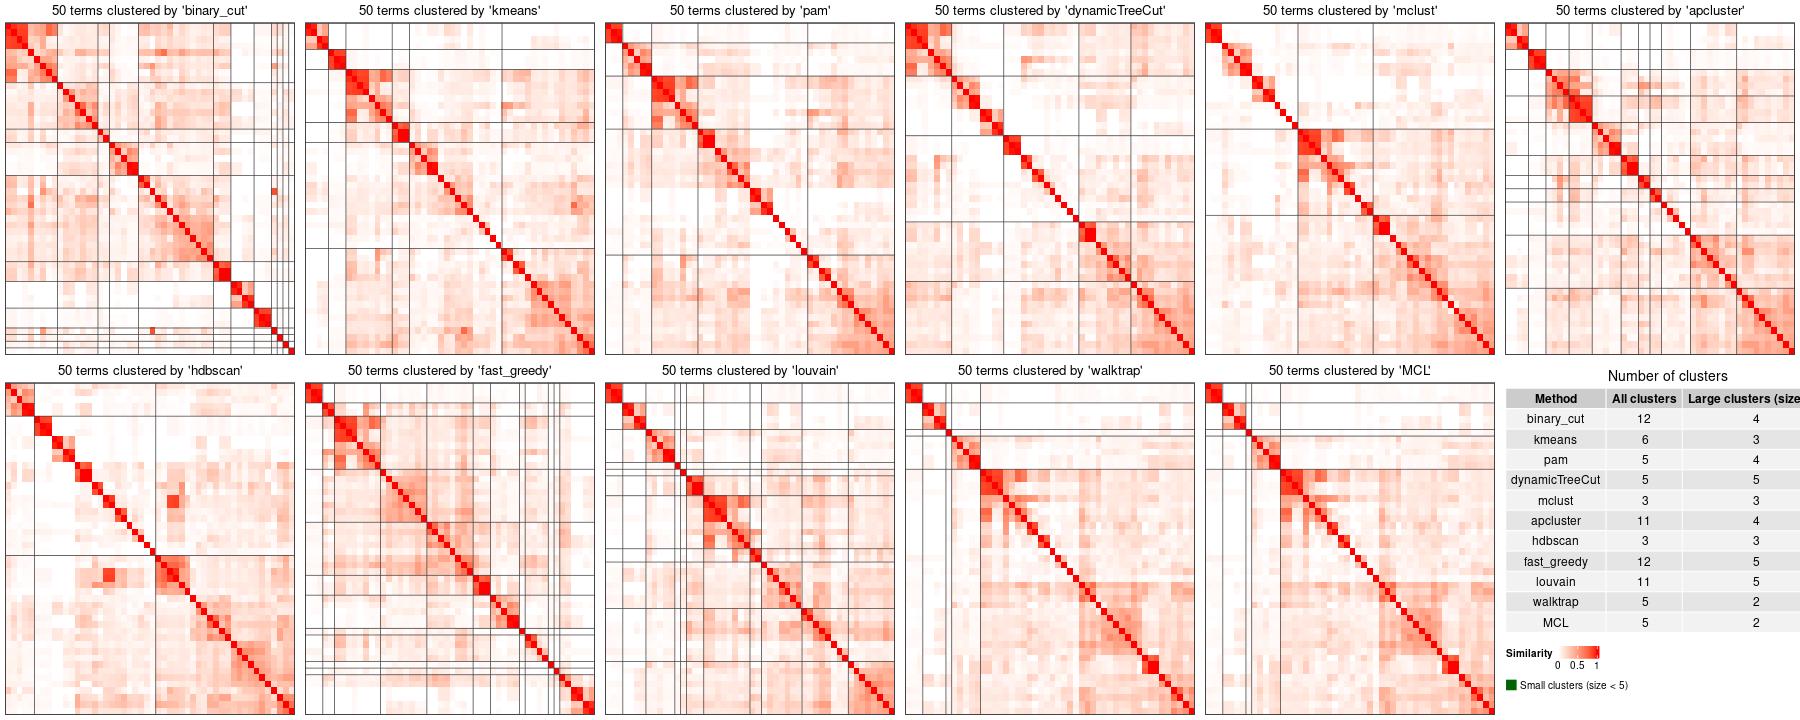 50 terms clustered by 'binary_cut'
50 terms clustered by 'kmeans'
50 terms clustered by 'pam'
50 terms clustered by 'dynamicTreeCut'
50 terms clustered by 'mclust'
50 terms clustered by 'apcluster'
50 terms clustered by 'hdbscan'
50 terms clustered by 'fast_greedy'
50 terms clustered by 'louvain'
50 terms clustered by 'walktrap'
50 terms clustered by 'MCL'
Number of clusters
Method All clusters Large clusters (size
binary_cut 12 4
kmeans 6 3
pam 5 4
dynamicTreeCut 5 5
mclust 3 3
apcluster 11 4
hdbscan 3 3
fast_greedy 12 5
louvain 11 5
walktrap 5 2
MCL 5 2
Similarity
0 0.5 1
Small clusters (size < 5)